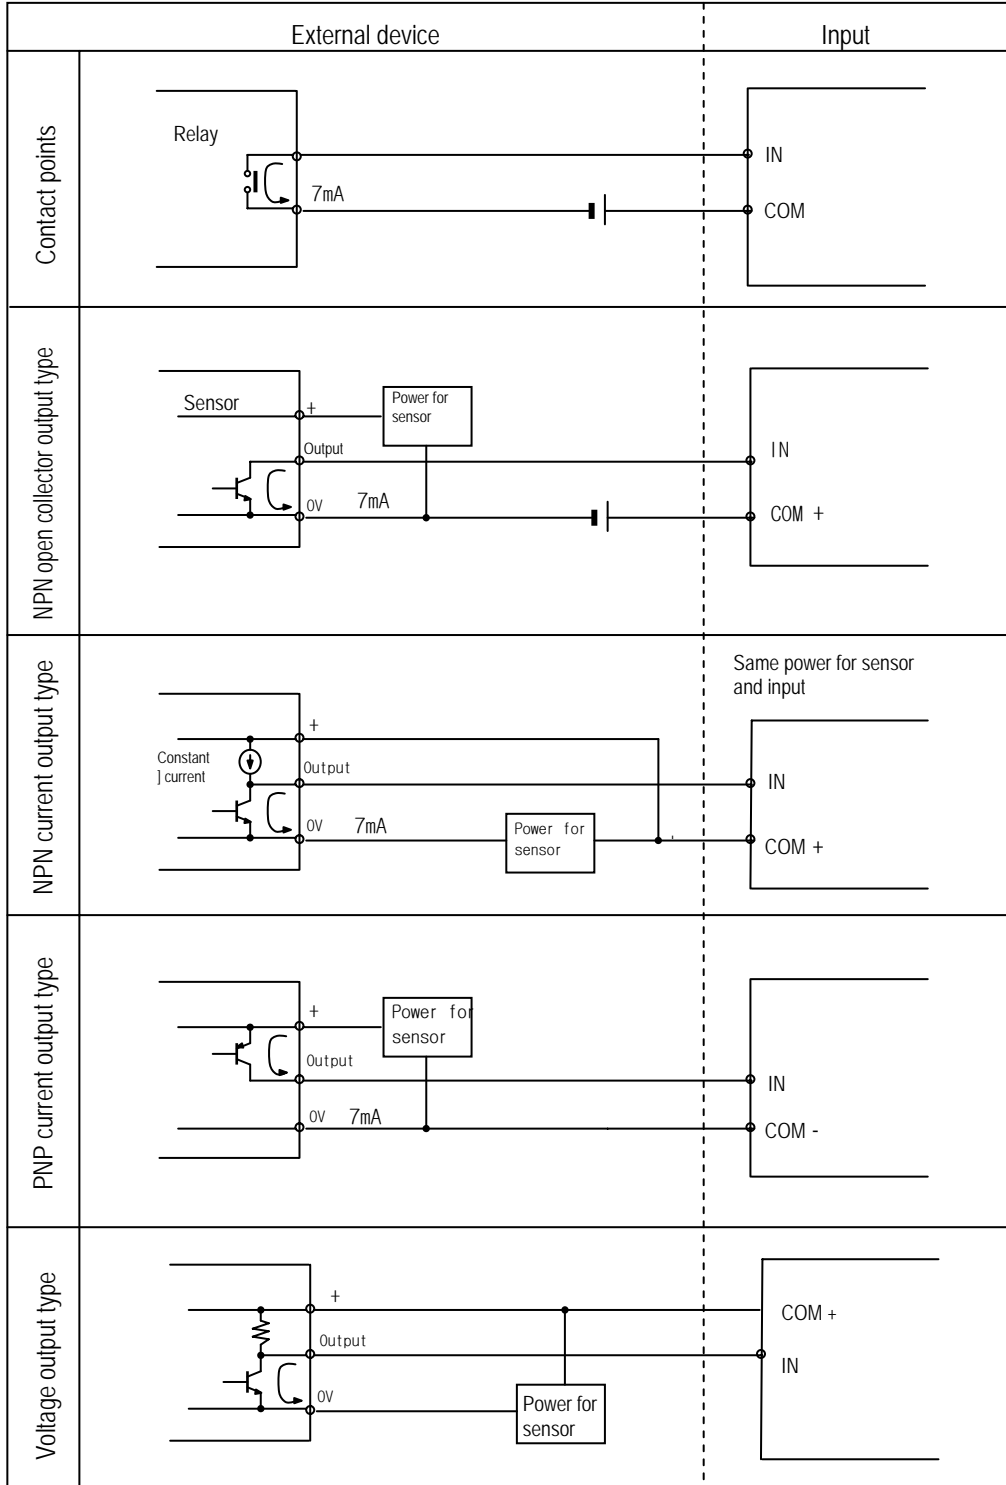 External device
Input
Contact points
Relay
7mA
IN
COM
NPN open collector output type
Sensor
+
Power for
sensor
Output
0V
7mA
IN
COM +
NPN current output type
Same power for sensor
and input
+
Constant
] current
Output
0V
7mA
Power for
sensor
IN
COM +
PNP current output type
+
Power for
sensor
Output
0V
7mA
IN
COM -
Voltage output type
+
Output
0V
Power for
sensor
COM +
IN